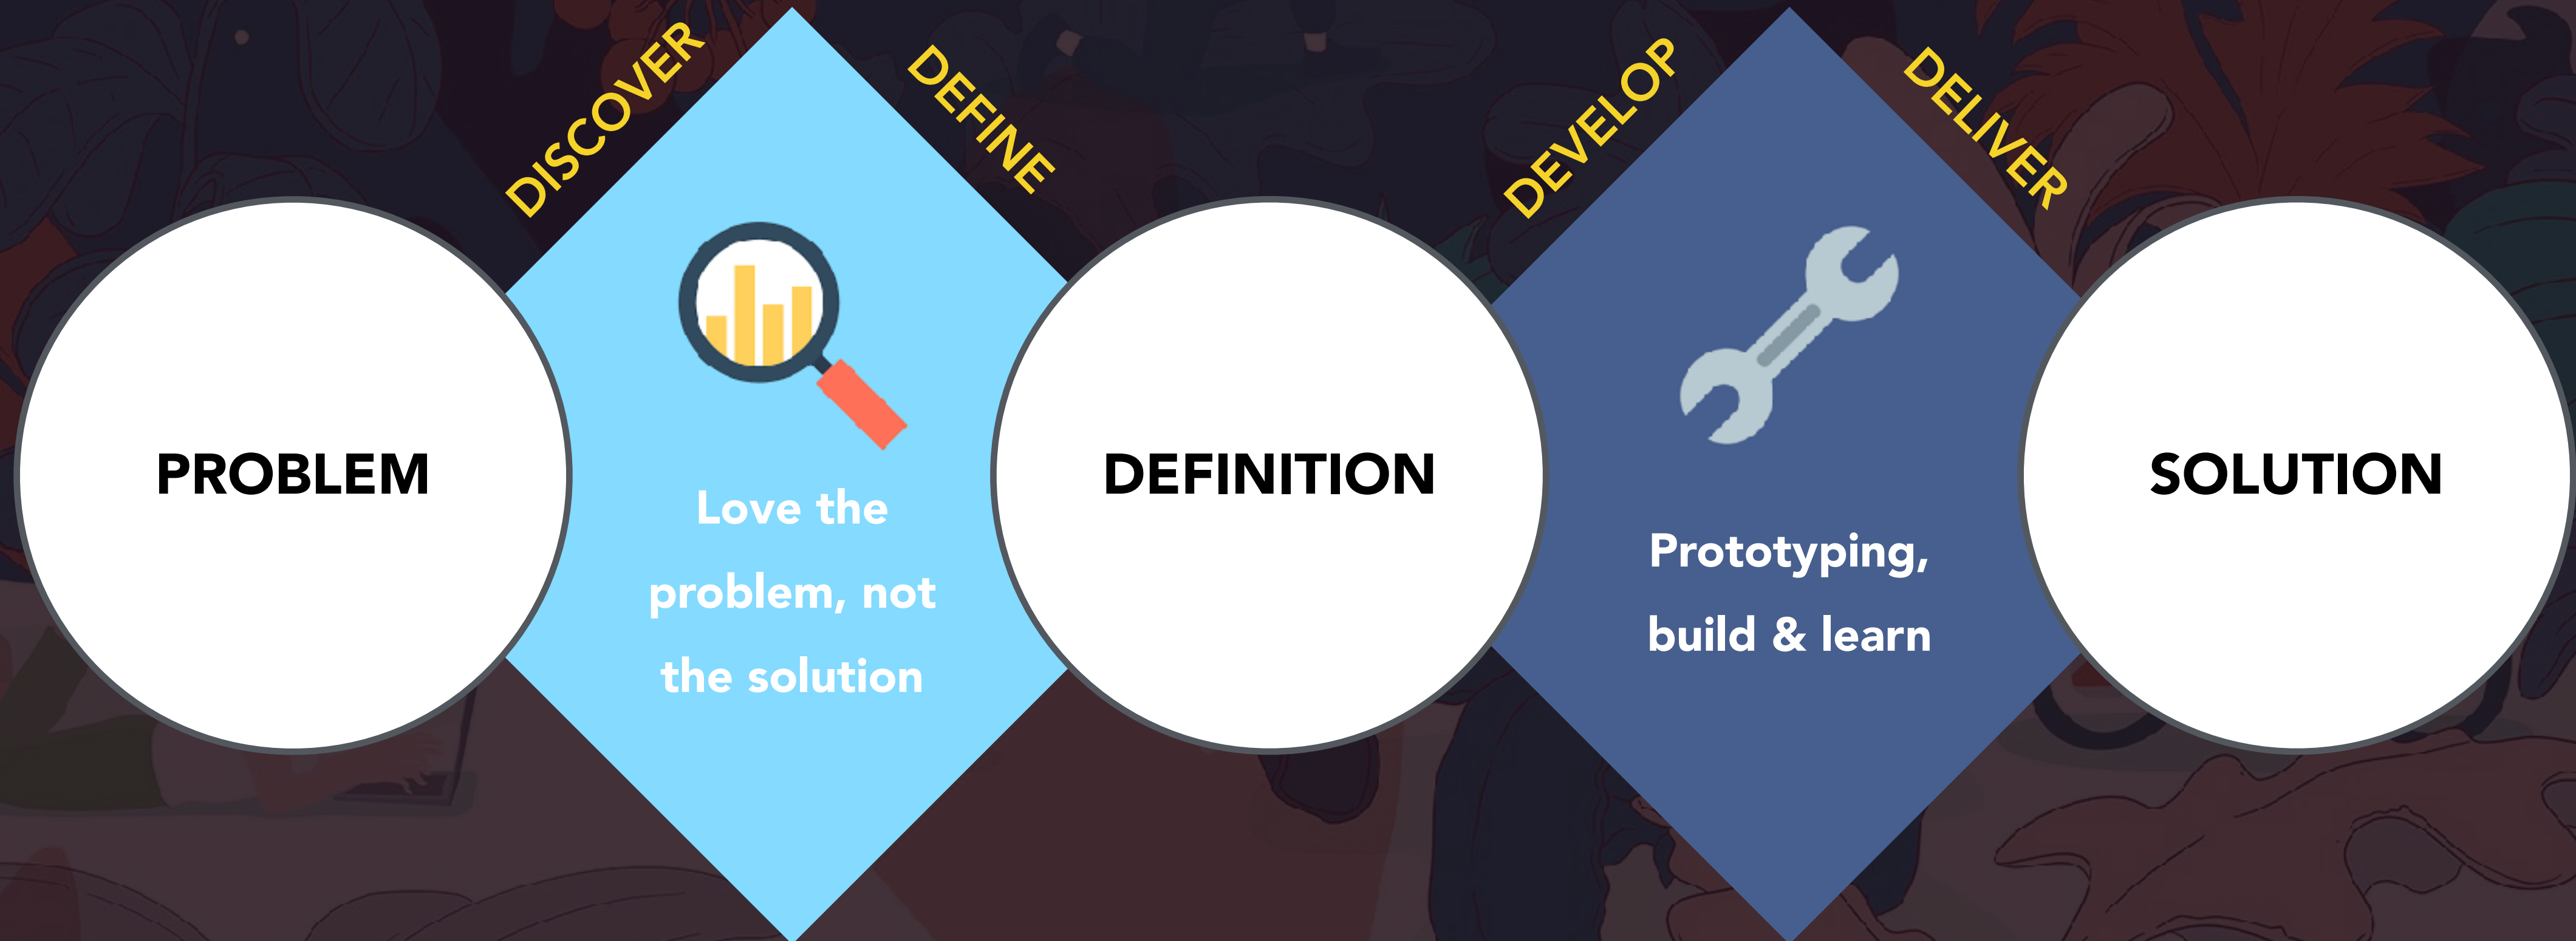 DISCOVER
DEFINE
DEVELOP
DELIVER
PROBLEM
Love the
problem, not
the solution
DEFINITION
Prototyping,
build & learn
SOLUTION